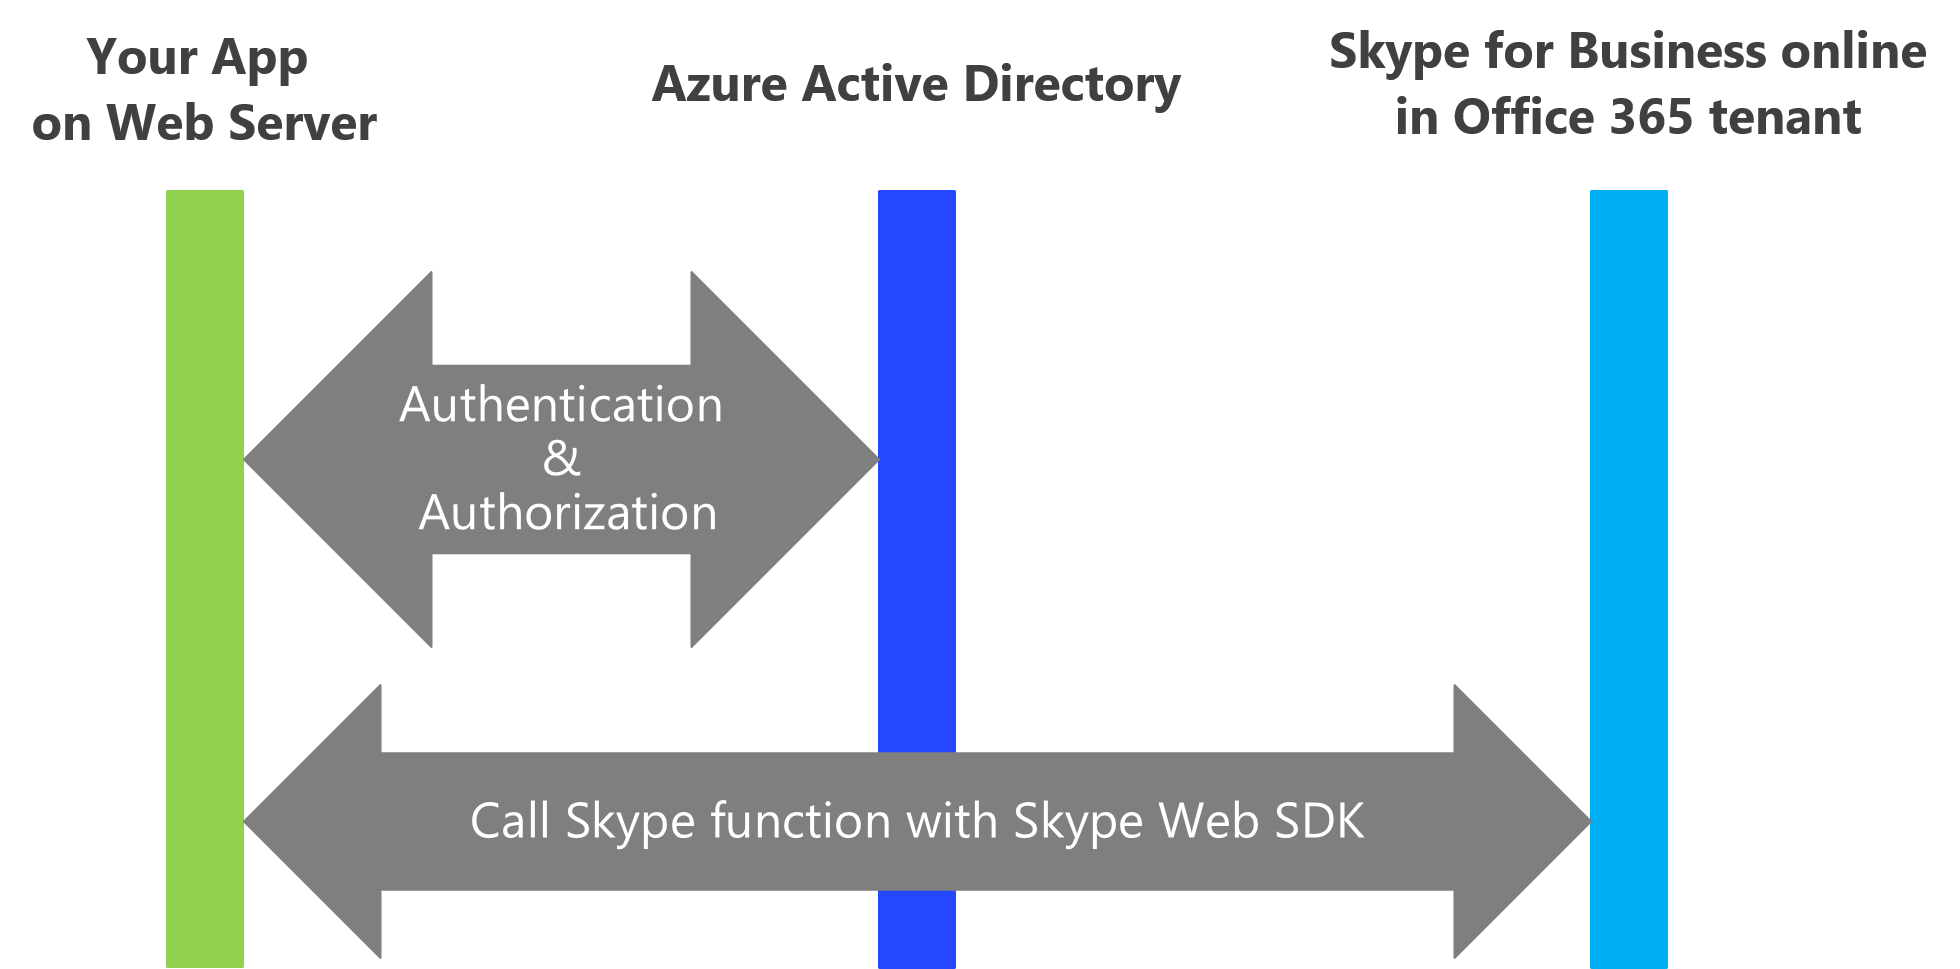 Your App
on Web Server
Azure Active Directory
Skype for Business online
in Office 365 tenant
Authentication
&
Authorization
Call Skype function with Skype Web SDK